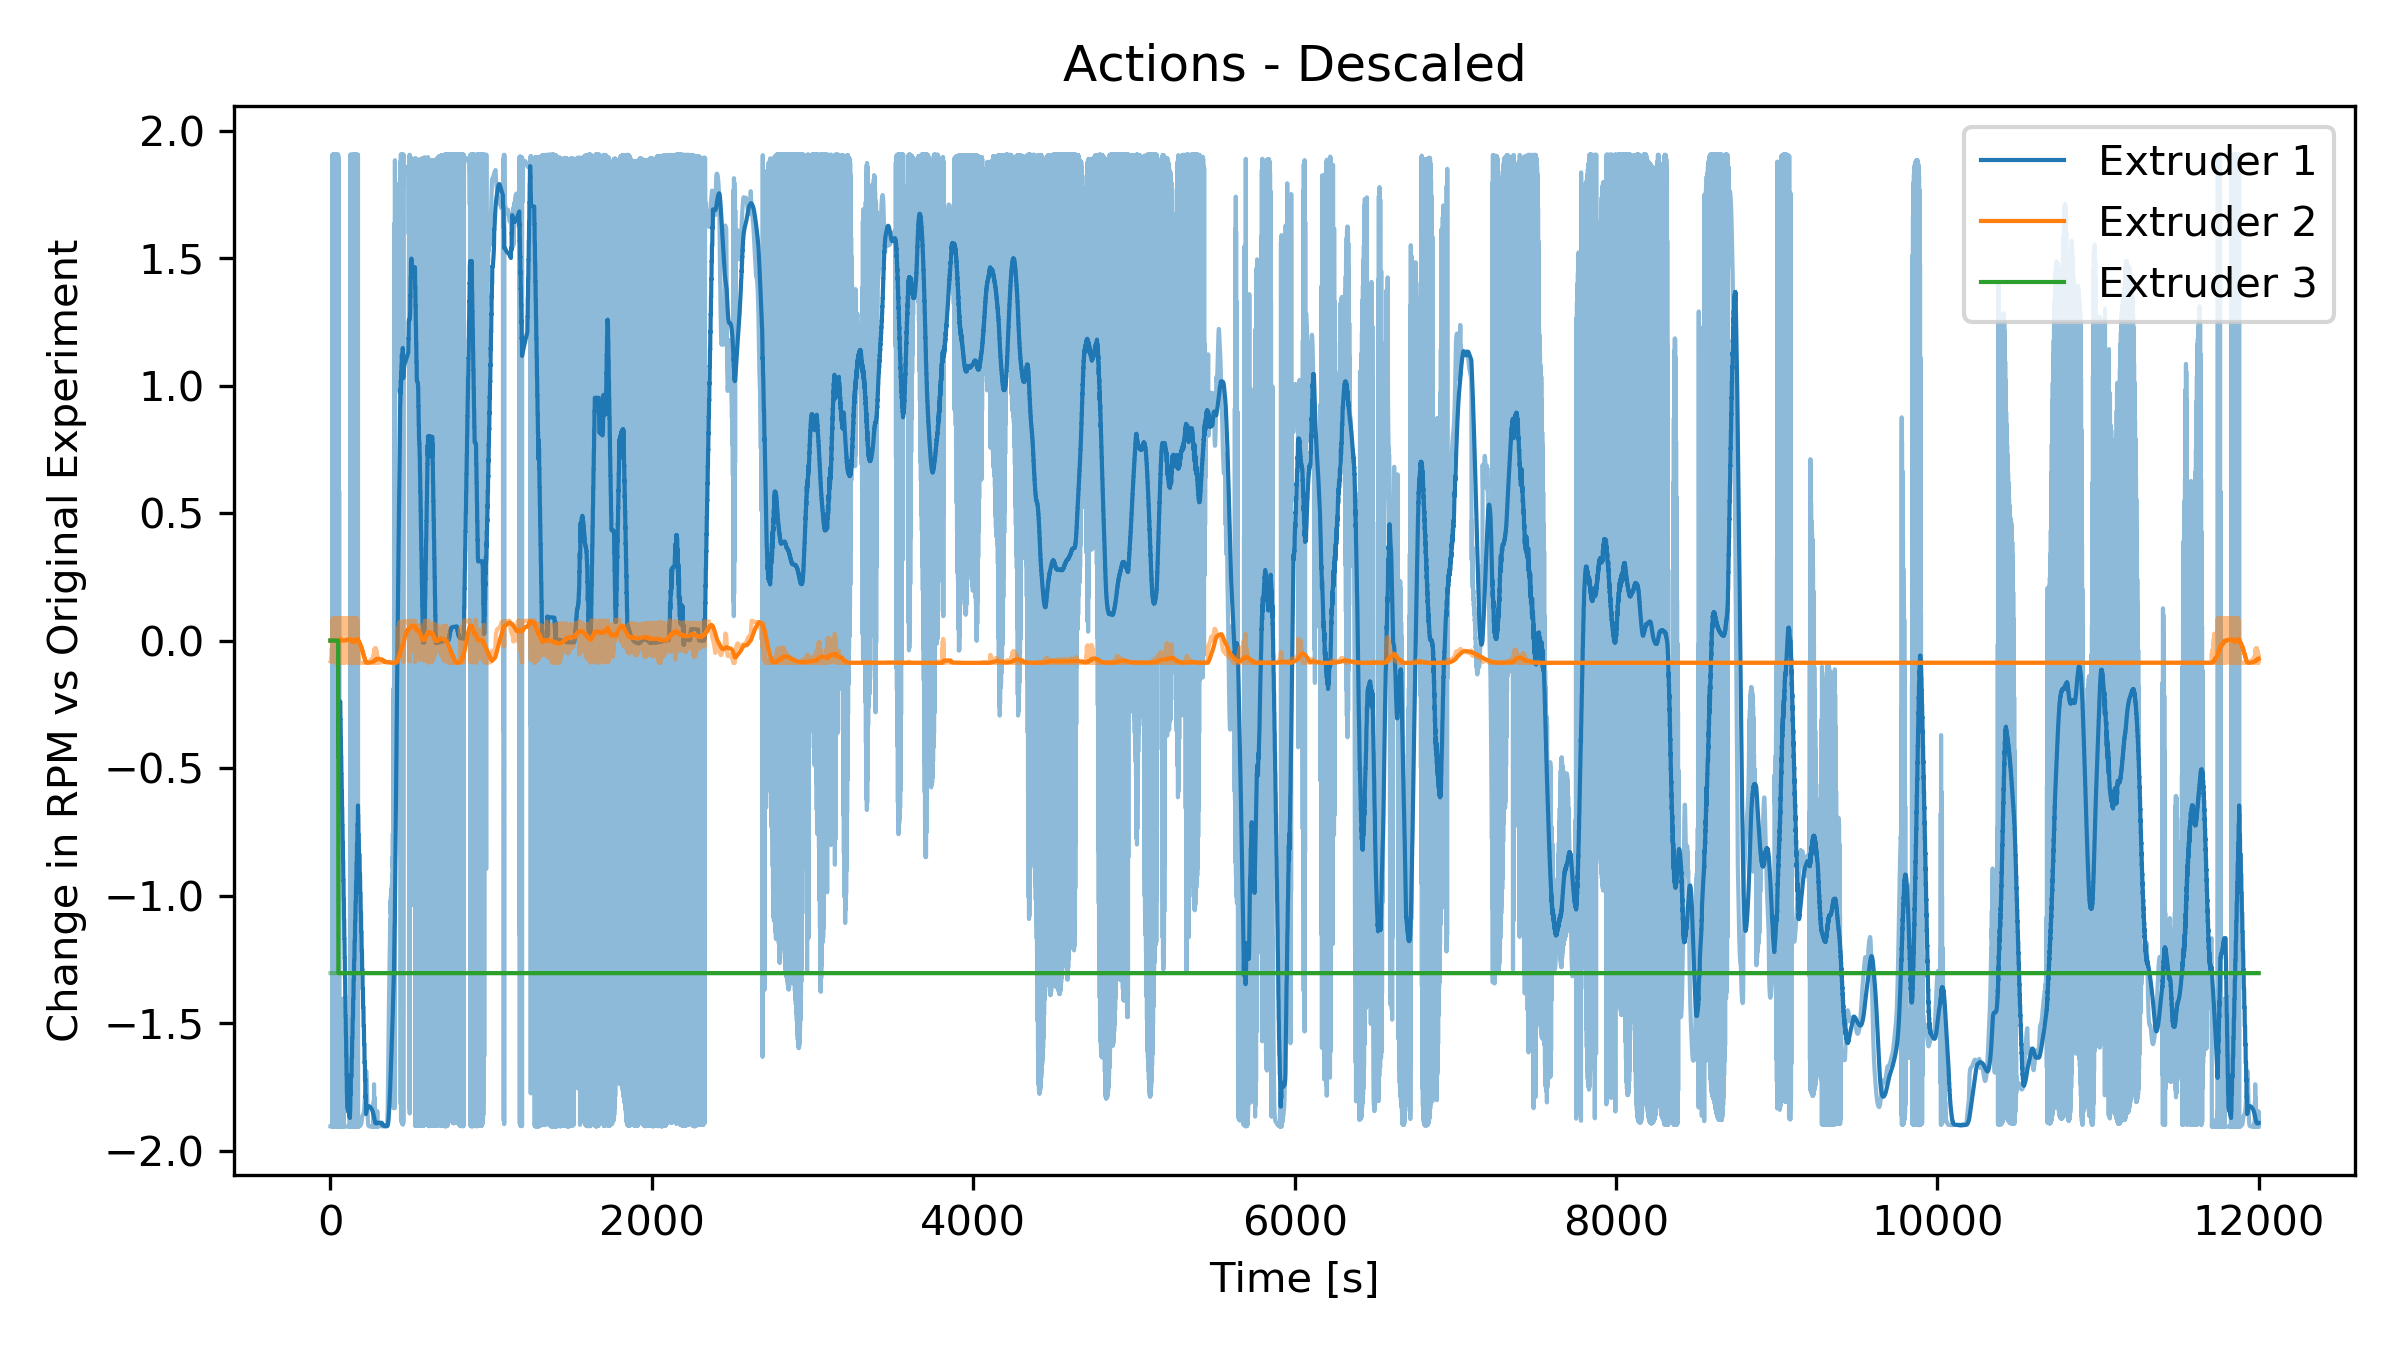 Actions - Descaled
Change in RPM vs Original Experiment
2.0
1.5
1.0
0.5
0.0
−0.5
−1.0
−1.5
−2.0
Extruder 1
Extruder 2
Extruder 3
0
2000
4000
6000
8000
10000
12000
Time [s]